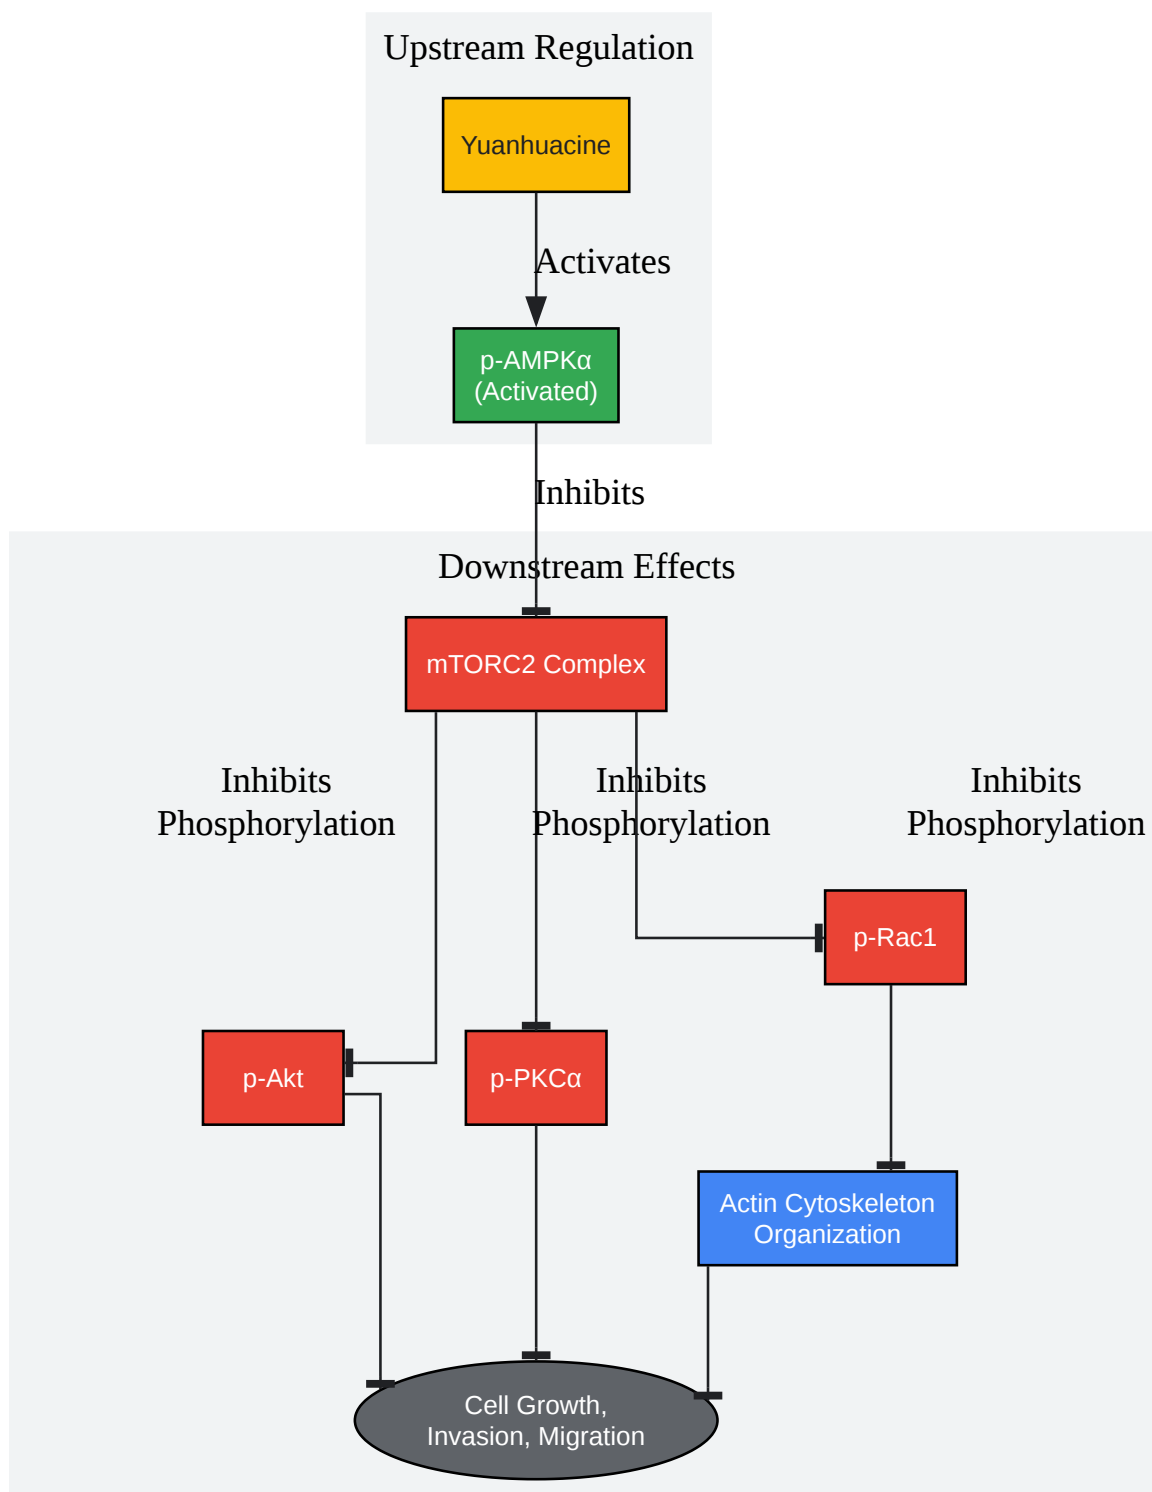 Upstream Regulation
Yuanhuacine
Activates
p-AMPKα
(Activated)
Inhibits
Downstream Effects
mTORC2 Complex
Inhibits
Phosphorylation
Inhibits
Phosphorylation
Inhibits
Phosphorylation
p-Rac1
p-Akt
p-PKCα
Actin Cytoskeleton
Organization
Cell Growth,
Invasion, Migration